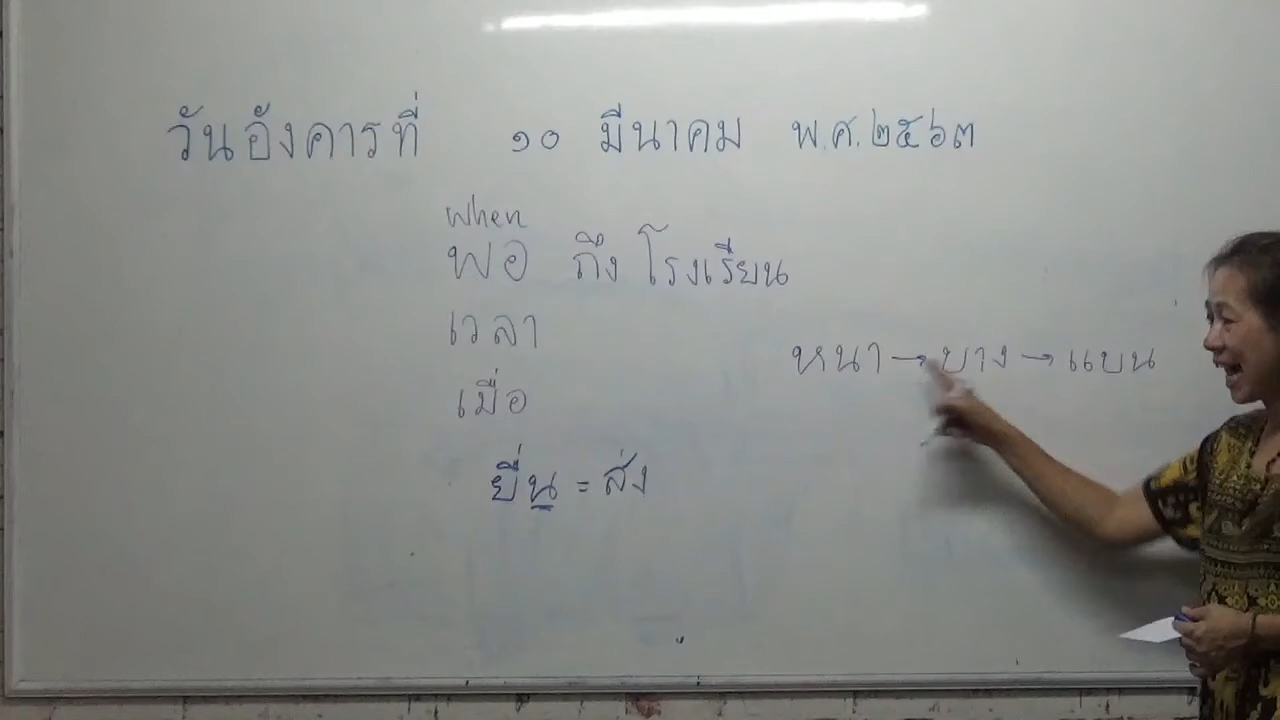 วันอังคารที่ ๑๐ มีนาคม พ.ศ.๒๕๖๓
when
พอ ถึง โรงเรียน
เวลา
หนา → บาง → แบน
เมื่อ
ยื่น = ส่ง